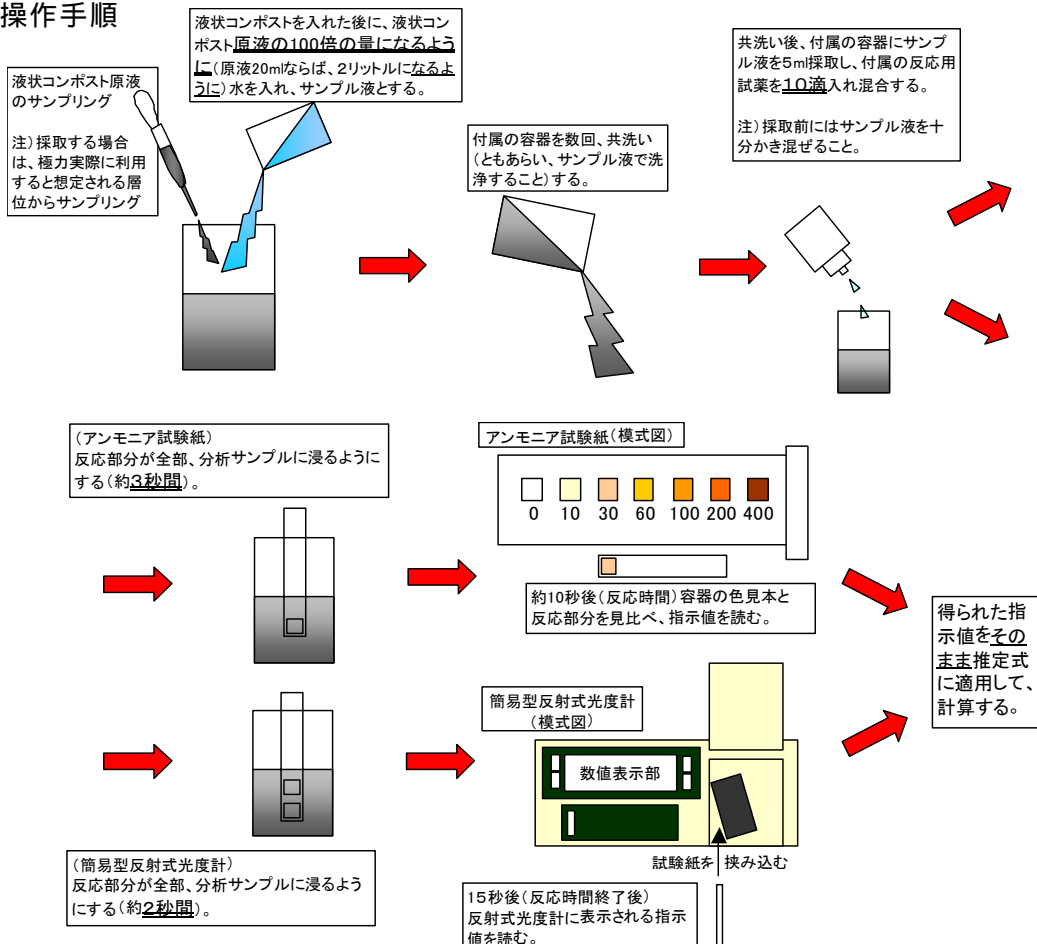 操作手順
液状コンポスト原液
のサンプリング
注）採取する場合
は、極力実際に利用
すると想定される層
位からサンプリング
液状コンポストを入れた後に、液状コン
ポスト原液の100倍の量になるよう
に（原液20mlならば、2リットルになるよ
うに）水を入れ、サンプル液とする。
付属の容器を数回、共洗い
（ともあらい、サンプル液で洗
浄すること）する。
共洗い後、付属の容器にサンプ
ル液を5ml採取し、付属の反応用
試薬を10滴入れ混合する。
注）採取前にはサンプル液を十
分かき混ぜること。
（アンモニア試験紙）
反応部分が全部、分析サンプルに浸るように
する（約3秒間）。
アンモニア試験紙（模式図）
0 10 30 60 100 200 400
約10秒後（反応時間）容器の色見本と
反応部分を見比べ、指示値を読む。
得られた指
示値をその
まま推定式
に適用して、
計算する。
簡易型反射式光度計
（模式図）
数値表示部
試験紙を 挟み込む
（簡易型反射式光度計）
反応部分が全部、分析サンプルに浸るよう
にする（約2秒間）。
15秒後（反応時間終了後）
反射式光度計に表示される指示
値を読む。